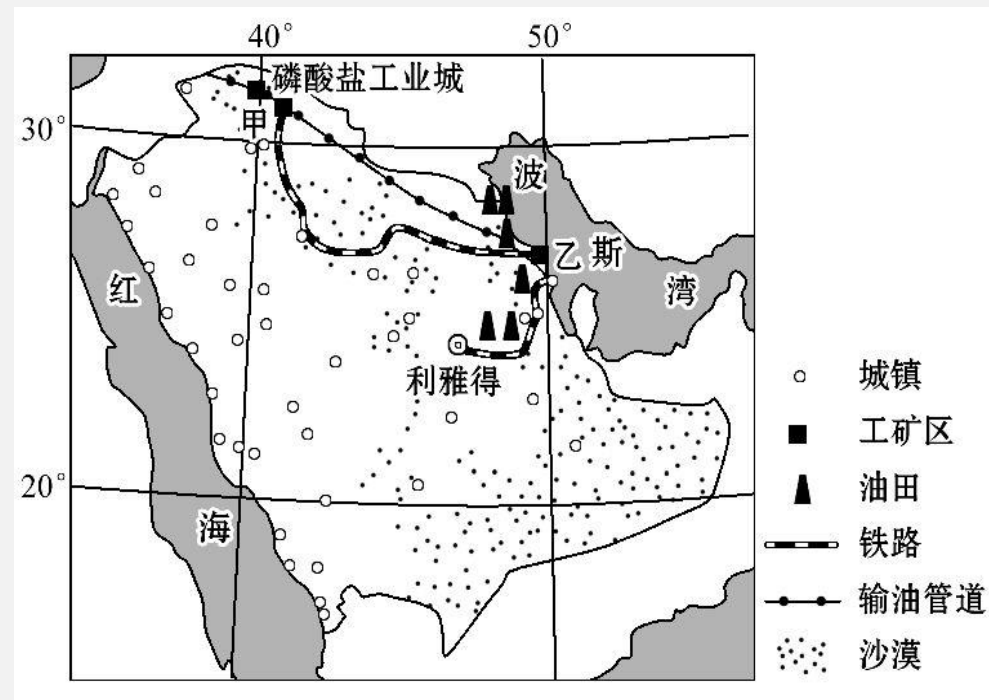 40°
50°
磷酸盐工业城
甲
30°
波
乙
斯
湾
红
利雅得
20°
海
城镇
工矿区
油田
铁路
输油管道
沙漠